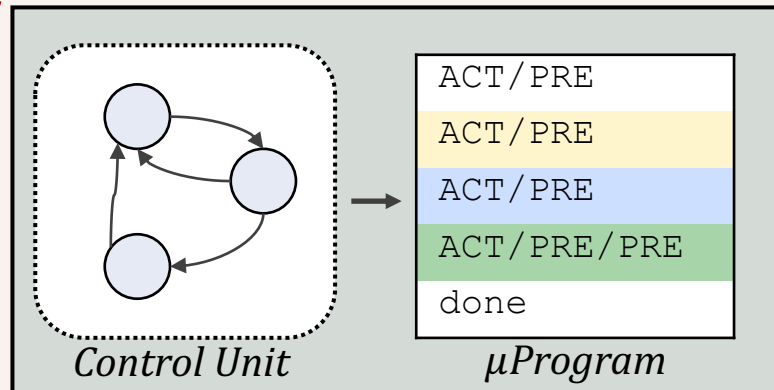 ACT/PRE
ACT/PRE
ACT/PRE
ACT/PRE/PRE
done
Control Unit
μProgram